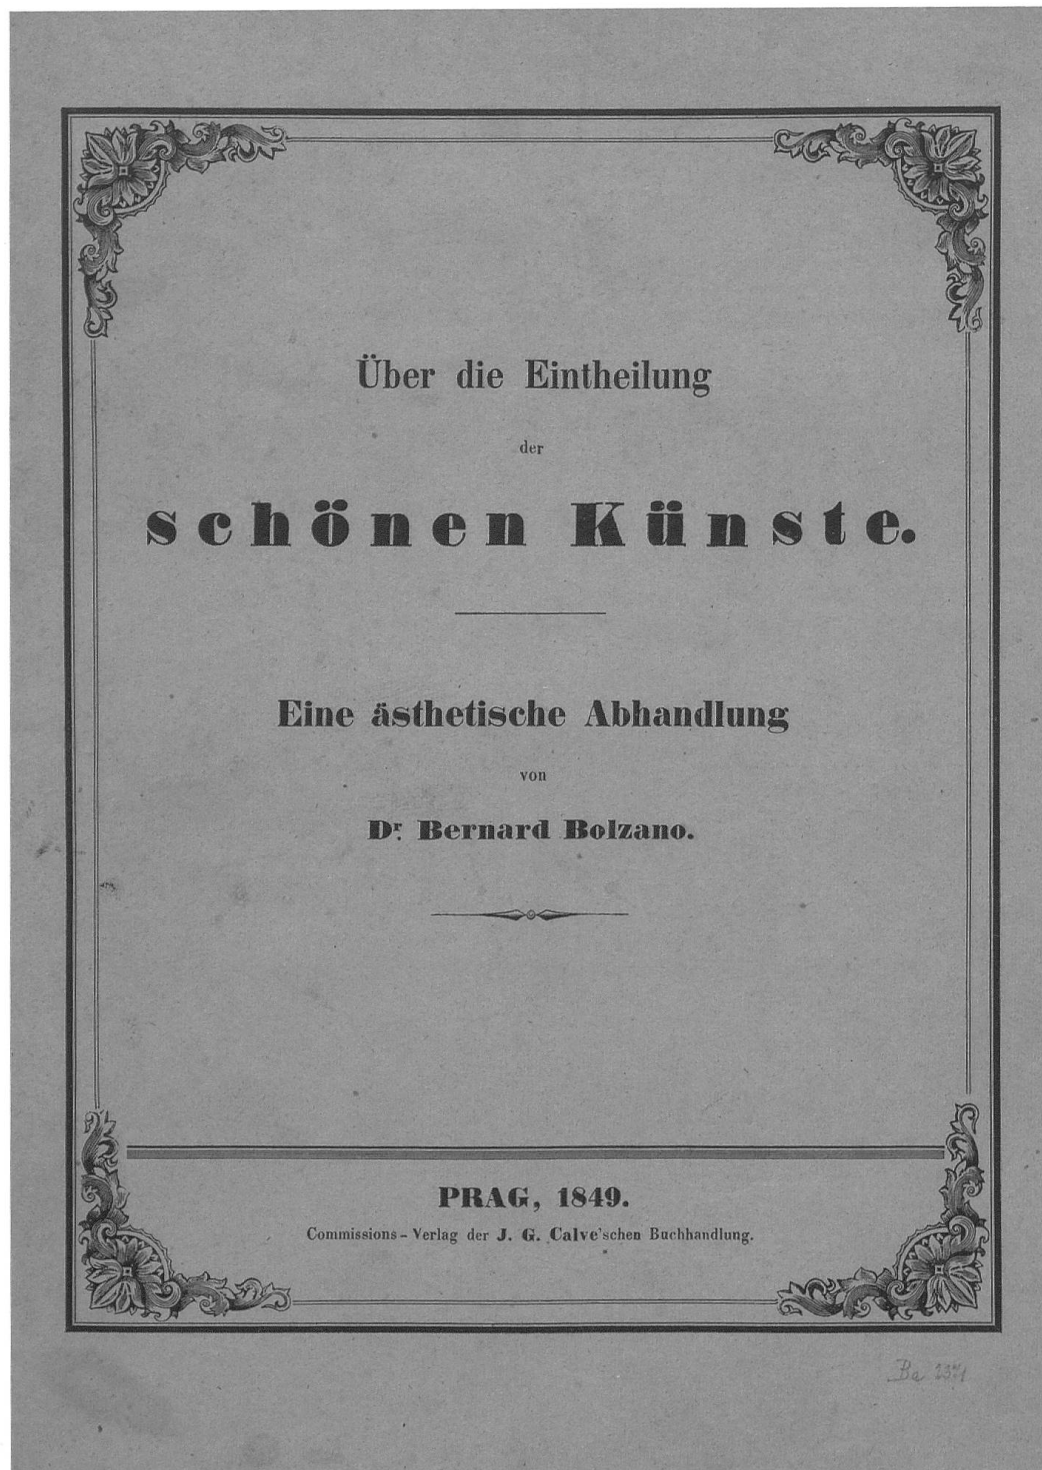 Über die Eintheilung
der
schönen Künste.
Eine ästhetische Abhandlung
von
Dr. Bernard Bolzano.
PRAG, 1849.
Commissions-Verlag der J. G. Calve'schen Buchhandlung.
Ba